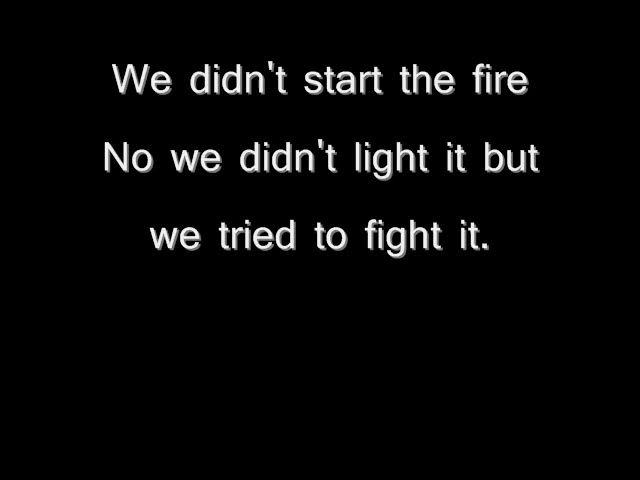 We didn't start the fire
No we didn't light it but
we tried to fight it.